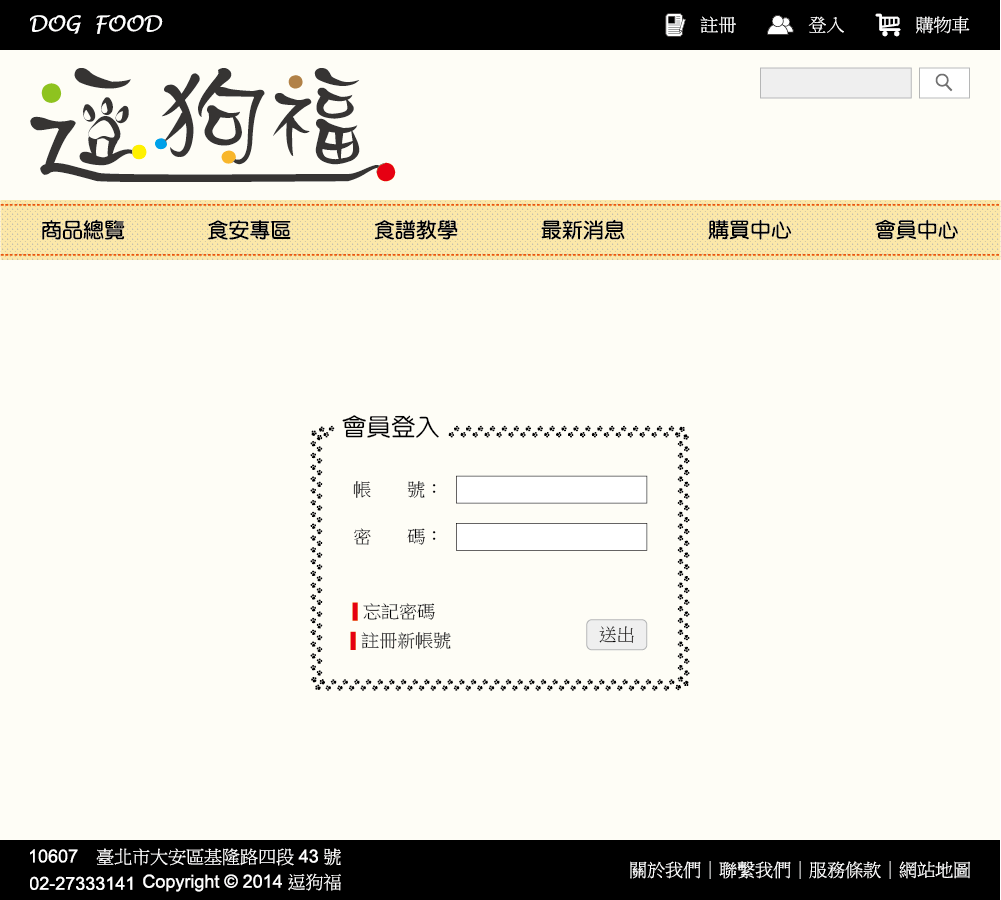 DOG FOOD
註冊 登入 購物車
逗狗福
商品總覽 食安專區 食譜教學 最新消息 購買中心 會員中心
會員登入
帳　　號：
密　　碼：
忘記密碼
註冊新帳號
送出
10607　臺北市大安區基隆路四段 43 號
02-27333141 Copyright © 2014 逗狗福
關於我們｜聯繫我們｜服務條款｜網站地圖